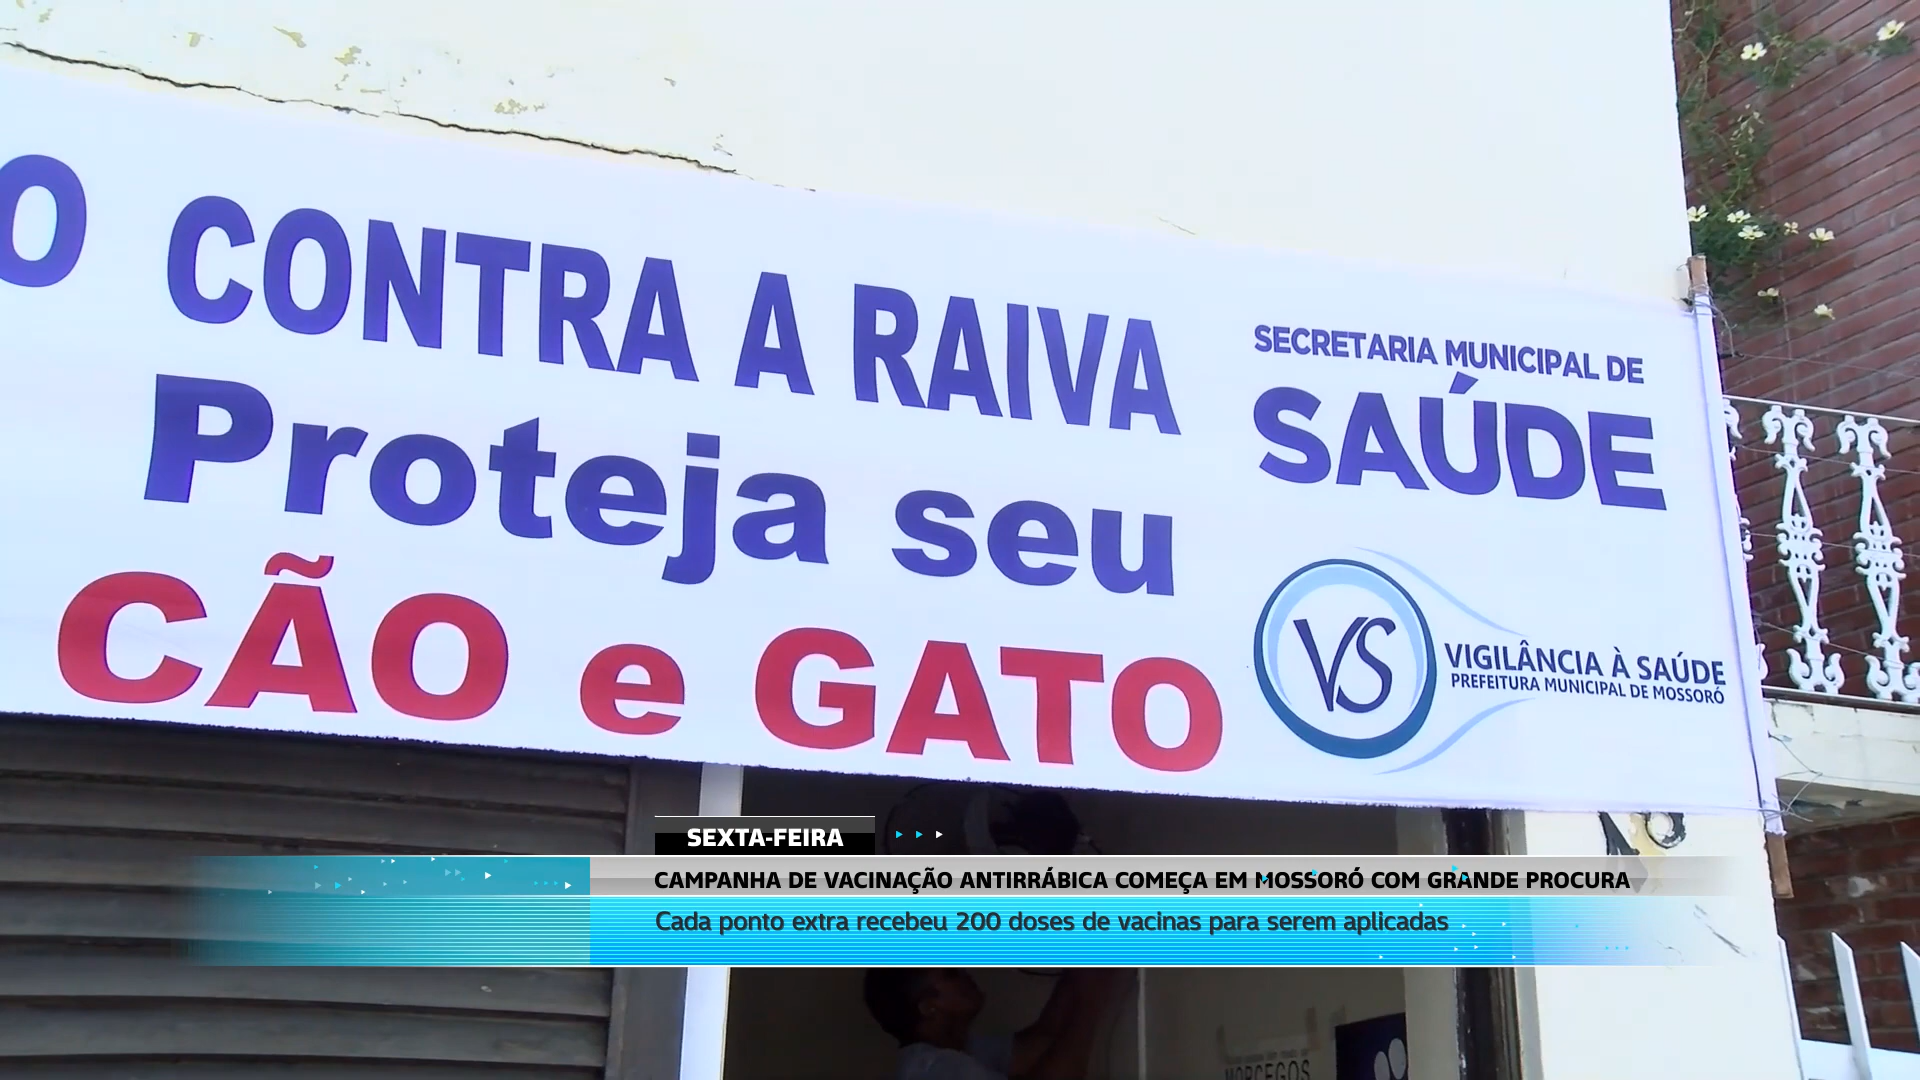 O CONTRA A RAIVA
Proteja seu
CÃO e GATO
SECRETARIA MUNICIPAL DE
SAÚDE
VS
VIGILÂNCIA À SAÚDE
PREFEITURA MUNICIPAL DE MOSSORÓ
SEXTA-FEIRA
CAMPANHA DE VACINAÇÃO ANTIRRÁBICA COMEÇA EM MOSSORÓ COM GRANDE PROCURA
Cada ponto extra recebeu 200 doses de vacinas para serem aplicadas
MORCEGOS